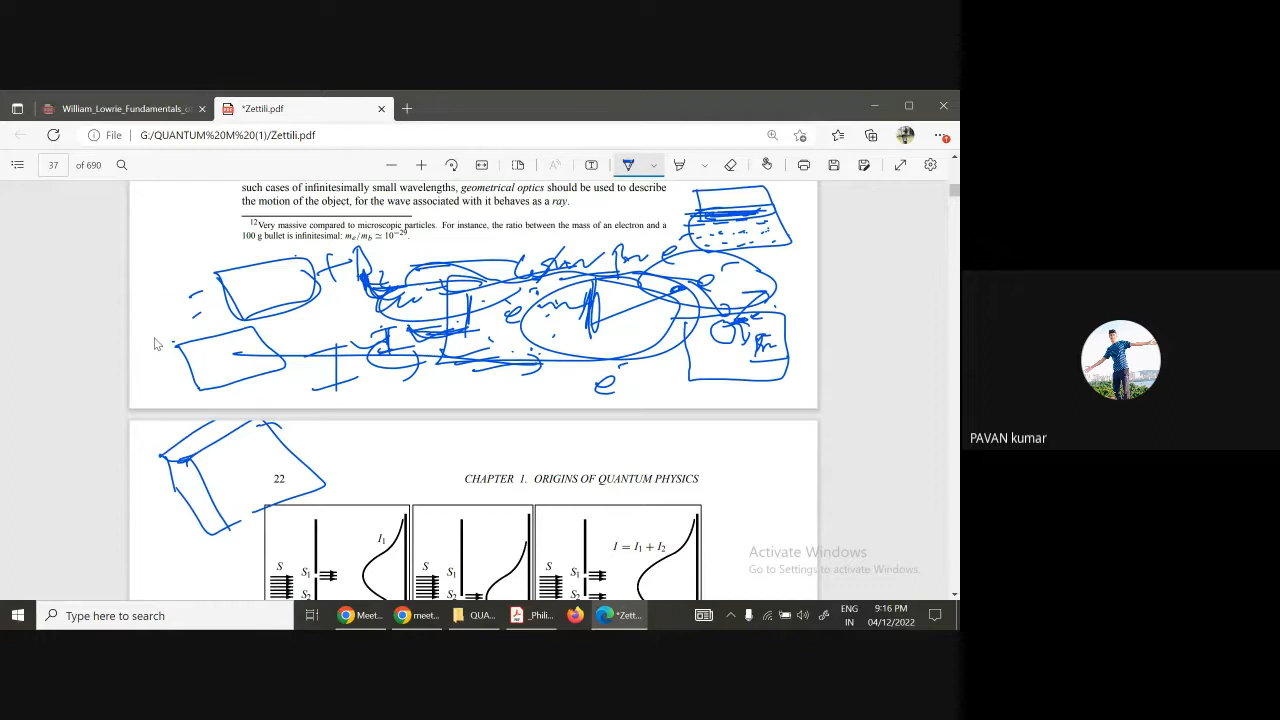 William_Lowrie_Fundamentals_o
*Zettili.pdf
File
G:/QUANTUM%20M%20(1)/Zettili.pdf
37
of 690
such cases of infinitesimally small wavelengths, geometrical optics should be used to describe
the motion of the object, for the wave associated with it behaves as a ray.
12Very massive compared to microscopic particles. For instance, the ratio between the mass of an electron and a
100 g bullet is infinitesimal: me/mb ≃ 10−29.
e-
e-
e-
22
CHAPTER 1. ORIGINS OF QUANTUM PHYSICS
I1
S
S1
S2
S
S1
S2
I = I1 + I2
S
S1
S2
Activate Windows
Go to Settings to activate Windows.
PAVAN kumar
Type here to search
Meet...
meet...
QUA...
_Phili...
*Zett...
ENG
IN
9:16 PM
04/12/2022